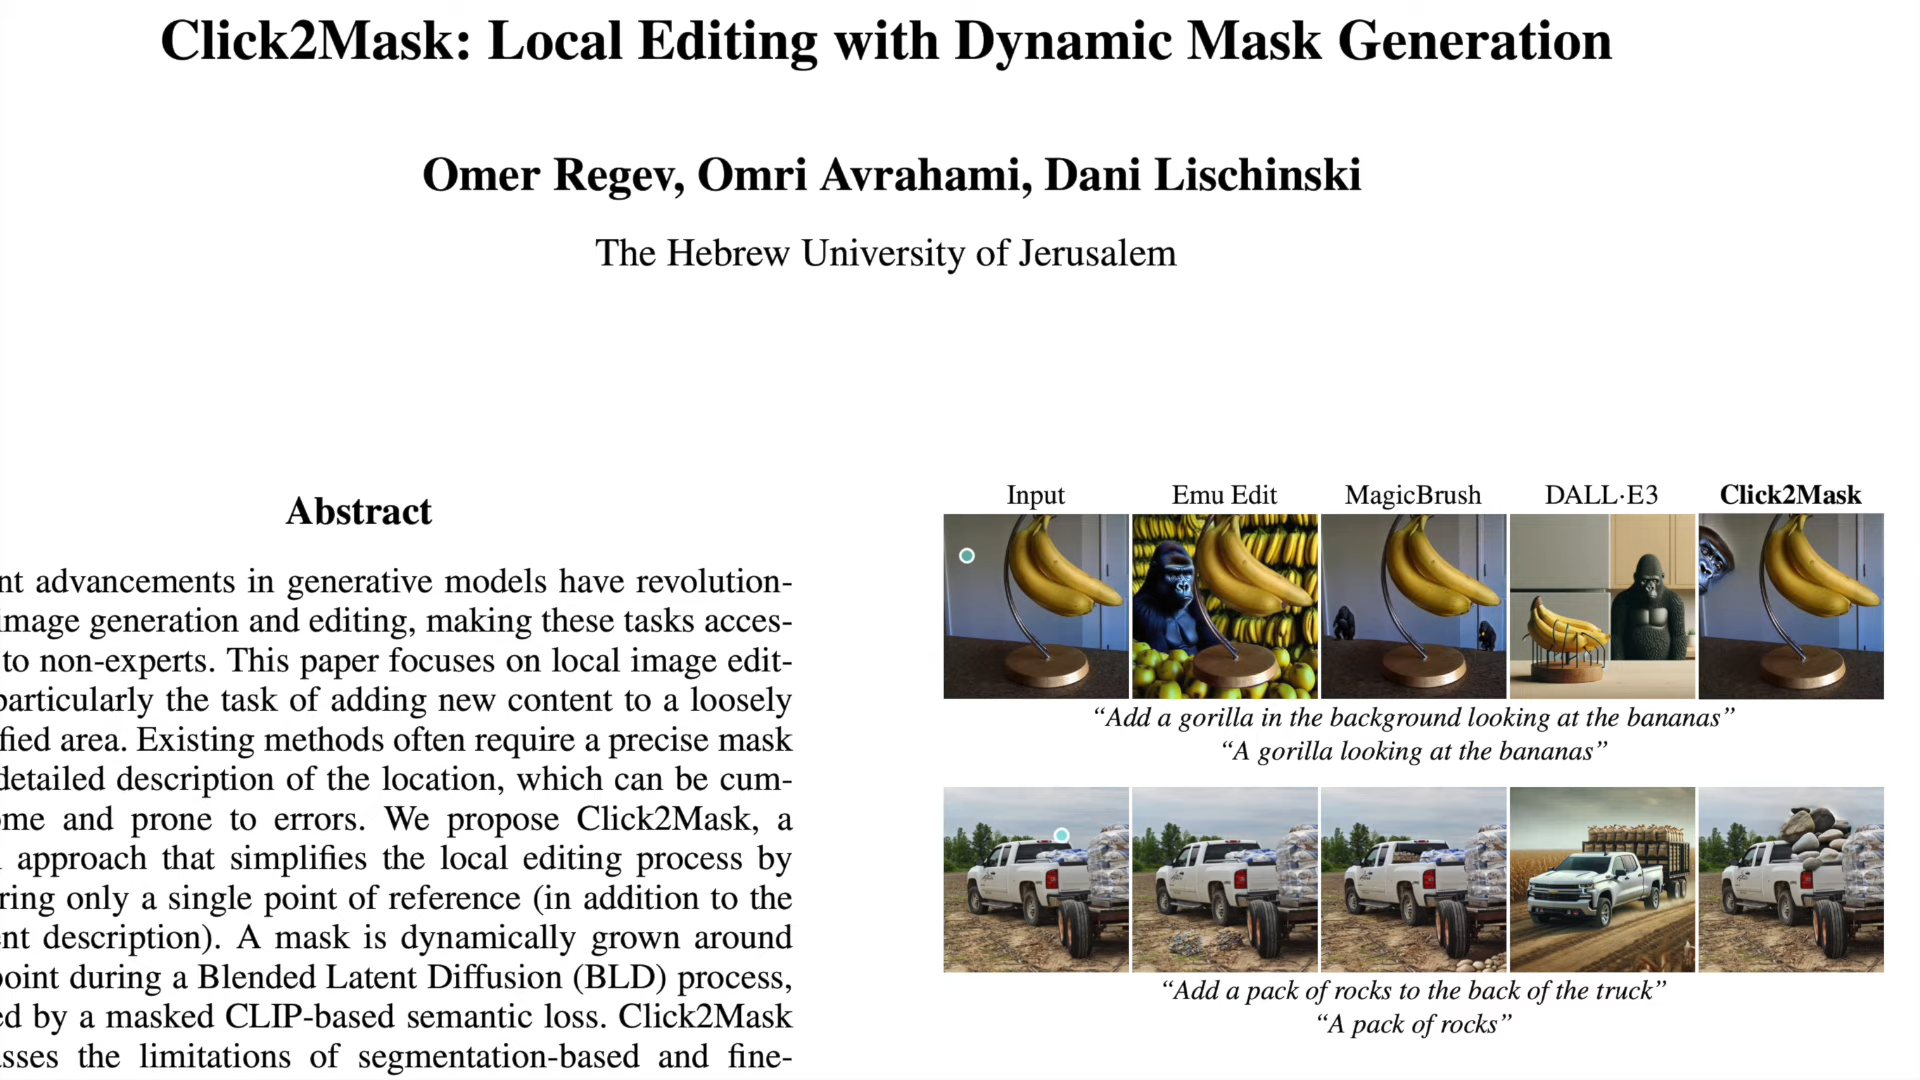 Click2Mask: Local Editing with Dynamic Mask Generation
Omer Regev, Omri Avrahami, Dani Lischinski
The Hebrew University of Jerusalem
Abstract
nt advancements in generative models have revolution-
image generation and editing, making these tasks acces-
to non-experts. This paper focuses on local image edit-
particularly the task of adding new content to a loosely
fied area. Existing methods often require a precise mask
detailed description of the location, which can be cum-
ome and prone to errors. We propose Click2Mask, a
approach that simplifies the local editing process by
ring only a single point of reference (in addition to the
ent description). A mask is dynamically grown around
point during a Blended Latent Diffusion (BLD) process,
ed by a masked CLIP-based semantic loss. Click2Mask
asses the limitations of segmentation-based and fine-
Input Emu Edit MagicBrush DALL·E3 Click2Mask
“Add a gorilla in the background looking at the bananas”
“A gorilla looking at the bananas”
“Add a pack of rocks to the back of the truck”
“A pack of rocks”